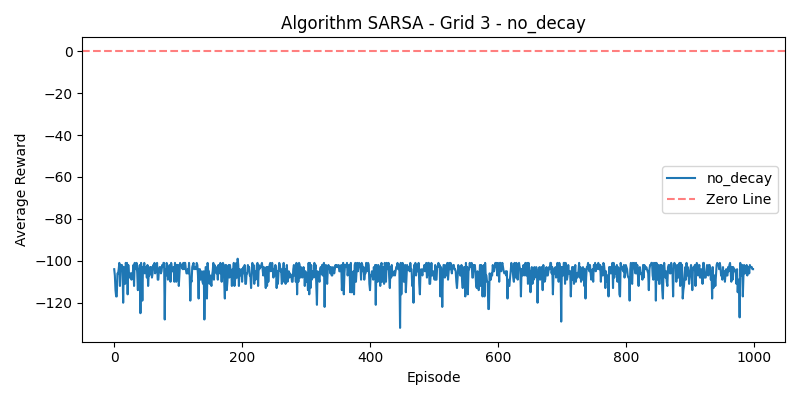 Algorithm SARSA - Grid 3 - no_decay
Average Reward
0
−20
−40
−60
−80
−100
−120
no_decay
Zero Line
0
200
400
600
800
1000
Episode